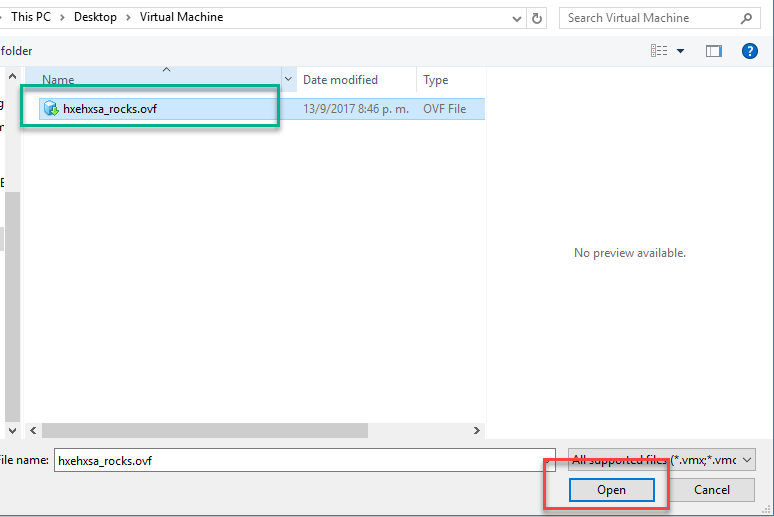 This PC > Desktop > Virtual Machine
Search Virtual Machine
folder
?
Name
Date modified
Type
hxehxsa_rocks.ovf
13/9/2017 8:46 p. m.
OVF File
No preview available.
File name:
hxehxsa_rocks.ovf
All supported files (*.vmx;*.vmc
Open
Cancel